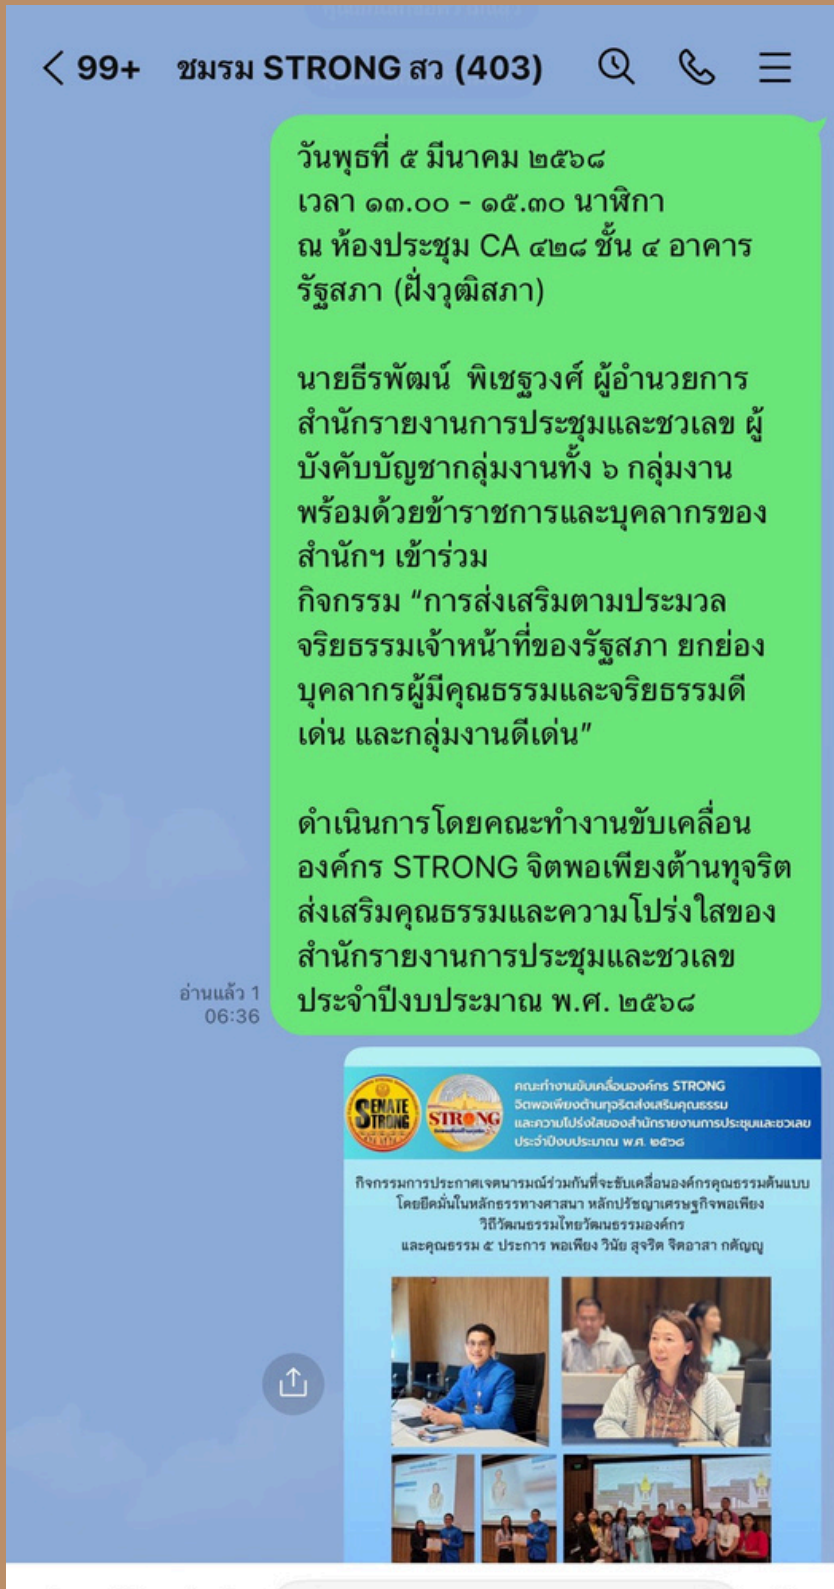 99+ ชมรม STRONG สว (403)
วันพุธที่ ๕ มีนาคม ๒๕๖๘
เวลา ๑๓.๐๐ - ๑๕.๓๐ นาฬิกา
ณ ห้องประชุม CA ๔๒๘ ชั้น ๔ อาคาร
รัฐสภา (ฝั่งวุฒิสภา)
นายธีรพัฒน์ พิเชฐวงศ์ ผู้อำนวยการ
สำนักรายงานการประชุมและชวเลข ผู้
บังคับบัญชากลุ่มงานทั้ง ๖ กลุ่มงาน
พร้อมด้วยข้าราชการและบุคลากรของ
สำนักฯ เข้าร่วม
กิจกรรม “การส่งเสริมตามประมวล
จริยธรรมเจ้าหน้าที่ของรัฐสภา ยกย่อง
บุคลากรผู้มีคุณธรรมและจริยธรรมดี
เด่น และกลุ่มงานดีเด่น”
ดำเนินการโดยคณะทำงานขับเคลื่อน
องค์กร STRONG จิตพอเพียงต้านทุจริต
ส่งเสริมคุณธรรมและความโปร่งใสของ
สำนักรายงานการประชุมและชวเลข
ประจำปีงบประมาณ พ.ศ. ๒๕๖๘
อ่านแล้ว 1
06:36
SENATE
STRONG
STRONG
คณะทำงานขับเคลื่อนองค์กร STRONG
จิตพอเพียงต้านทุจริตส่งเสริมคุณธรรม
และความโปร่งใสของสำนักรายงานการประชุมและชวเลข
ประจำปีงบประมาณ พ.ศ. ๒๕๖๘
กิจกรรมการประกาศเจตนารมณ์ร่วมกันที่จะขับเคลื่อนองค์กรคุณธรรมต้นแบบ
โดยยึดมั่นในหลักธรรทางศาสนา หลักปรัชญาเศรษฐกิจพอเพียง
วิถีวัฒนธรรมไทยวัฒนธรรมองค์กร
และคุณธรรม ๕ ประการ พอเพียง วินัย สุจริต จิตอาสา กตัญญู